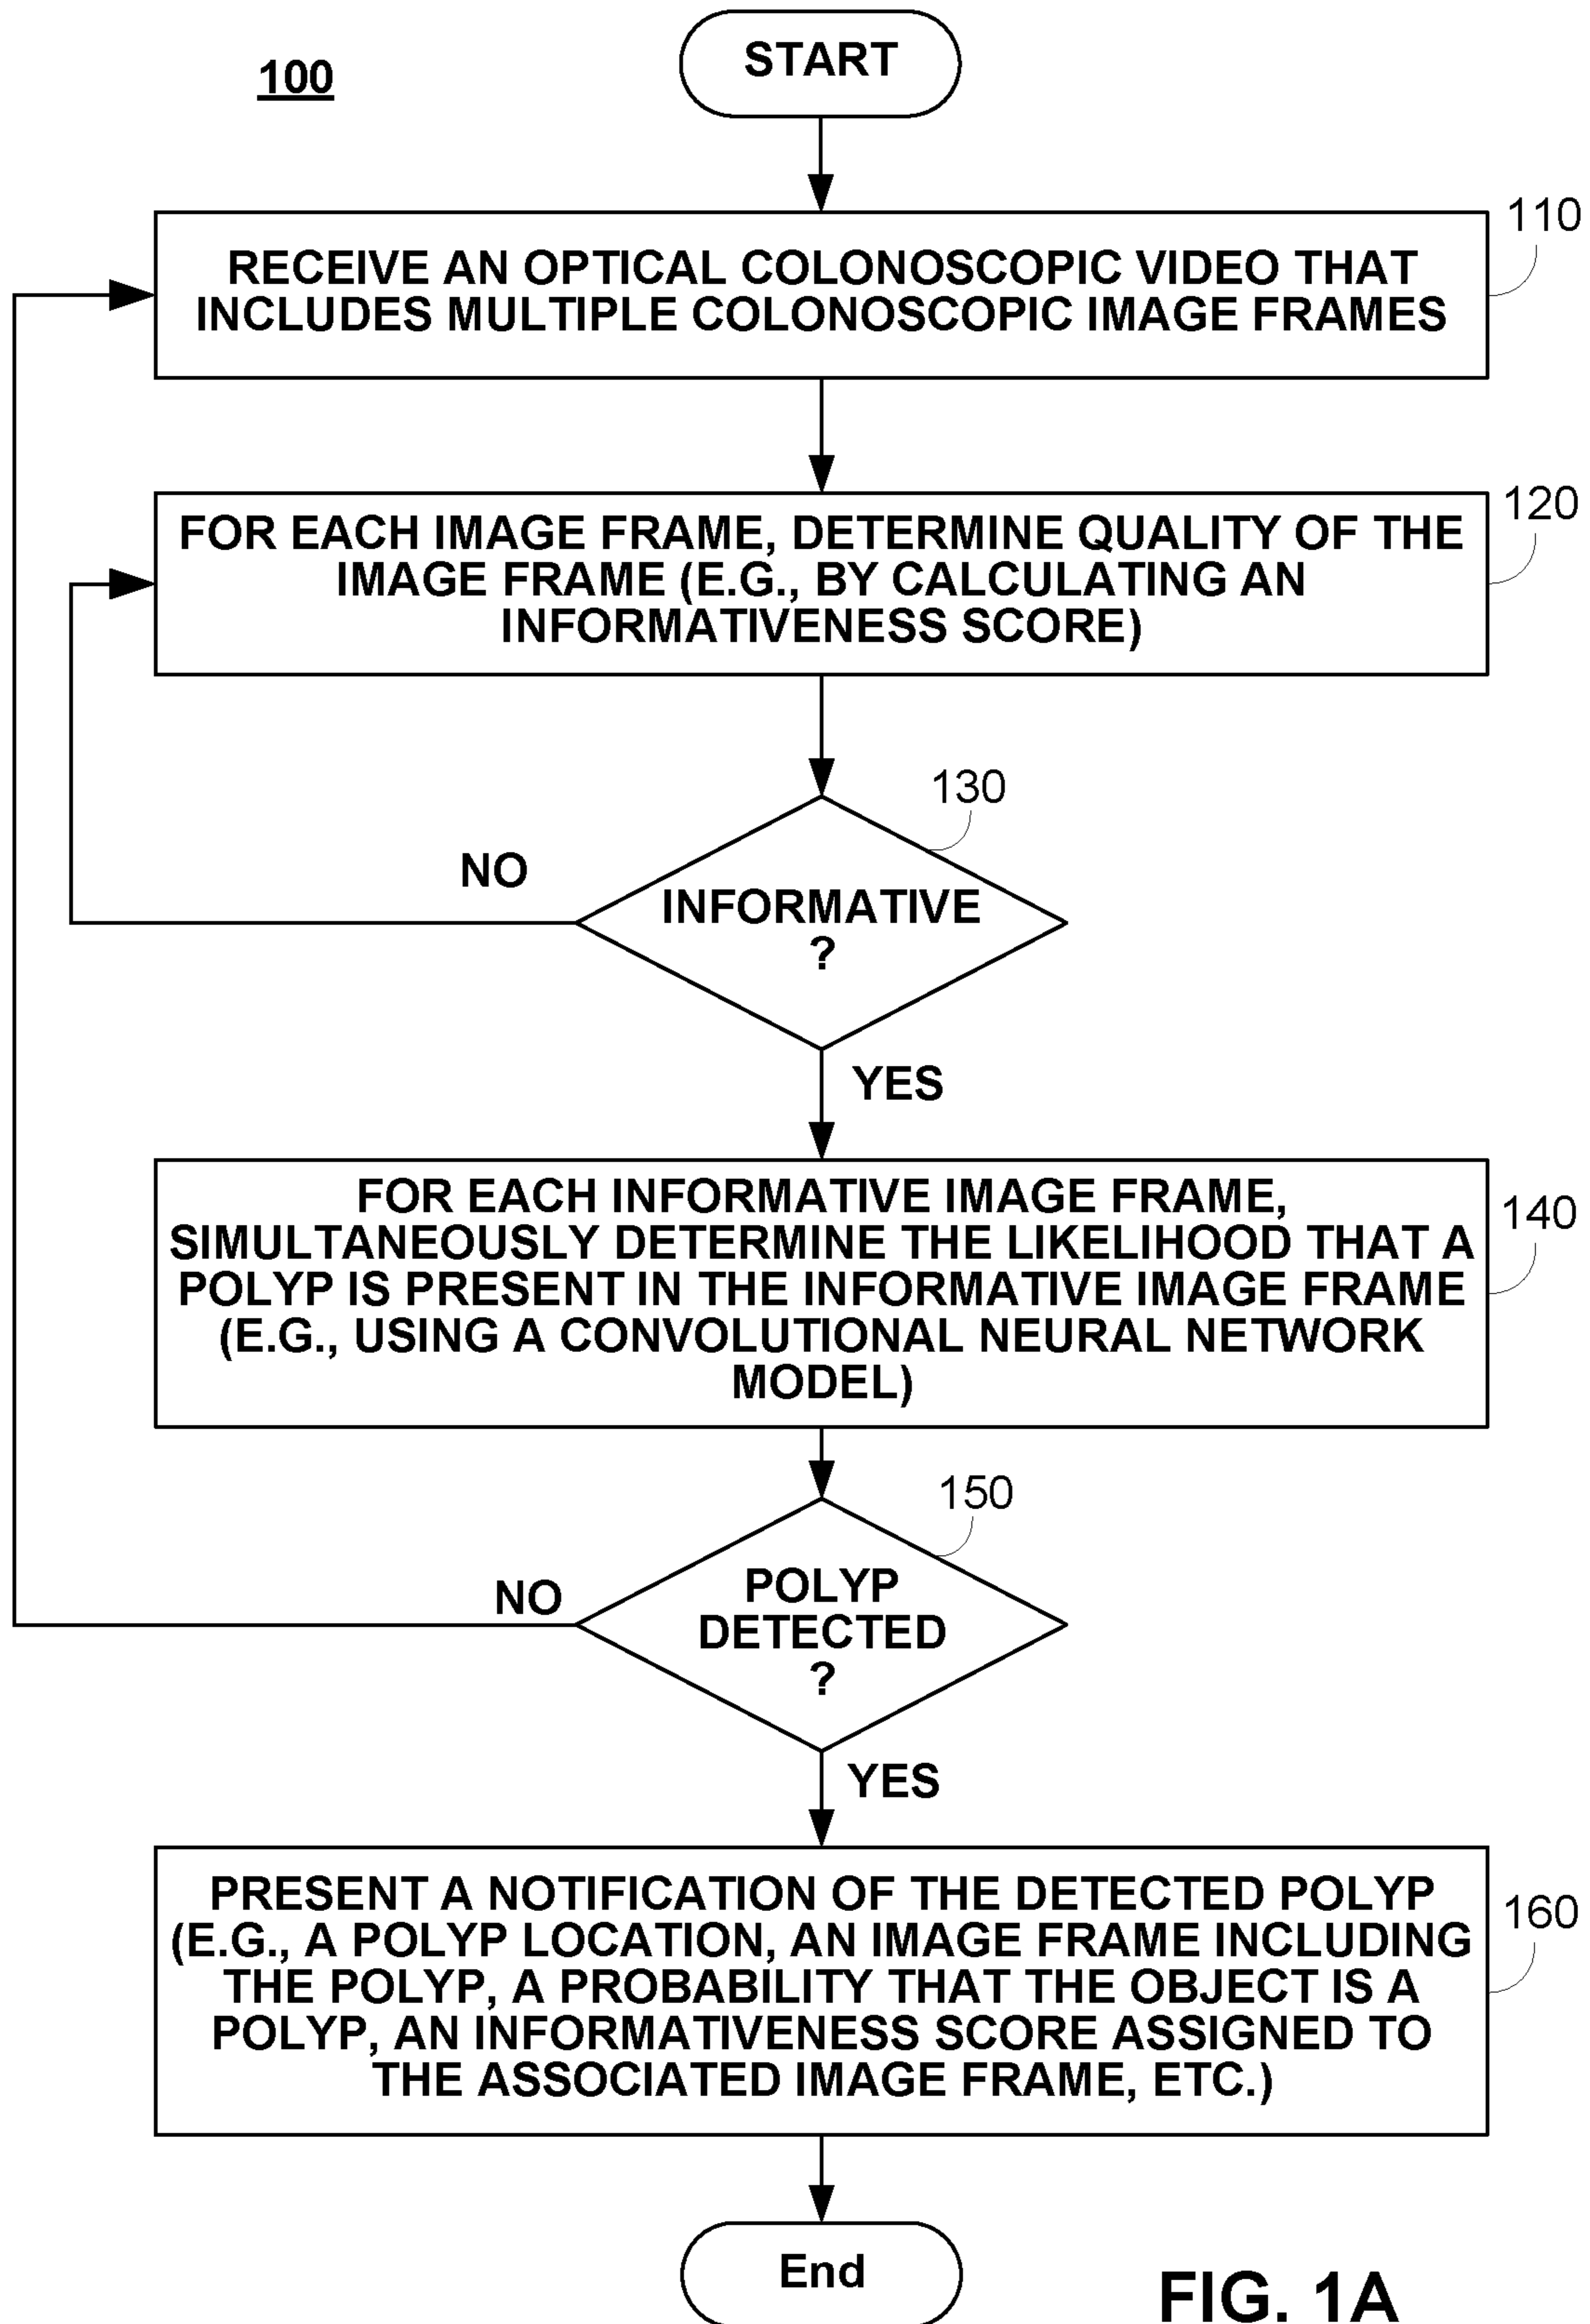 START
100
110
RECEIVE AN OPTICAL COLONOSCOPIC VIDEO THAT
INCLUDES MULTIPLE COLONOSCOPIC IMAGE FRAMES
120
FOR EACH IMAGE FRAME, DETERMINE QUALITY OF THE
IMAGE FRAME (E.G., BY CALCULATING AN
INFORMATIVENESS SCORE)
130
NO
INFORMATIVE
?
YES
140
FOR EACH INFORMATIVE IMAGE FRAME,
SIMULTANEOUSLY DETERMINE THE LIKELIHOOD THAT A
POLYP IS PRESENT IN THE INFORMATIVE IMAGE FRAME
(E.G., USING A CONVOLUTIONAL NEURAL NETWORK
MODEL)
150
NO
POLYP
DETECTED
?
YES
160
PRESENT A NOTIFICATION OF THE DETECTED POLYP
(E.G., A POLYP LOCATION, AN IMAGE FRAME INCLUDING
THE POLYP, A PROBABILITY THAT THE OBJECT IS A
POLYP, AN INFORMATIVENESS SCORE ASSIGNED TO
THE ASSOCIATED IMAGE FRAME, ETC.)
End
FIG. 1A